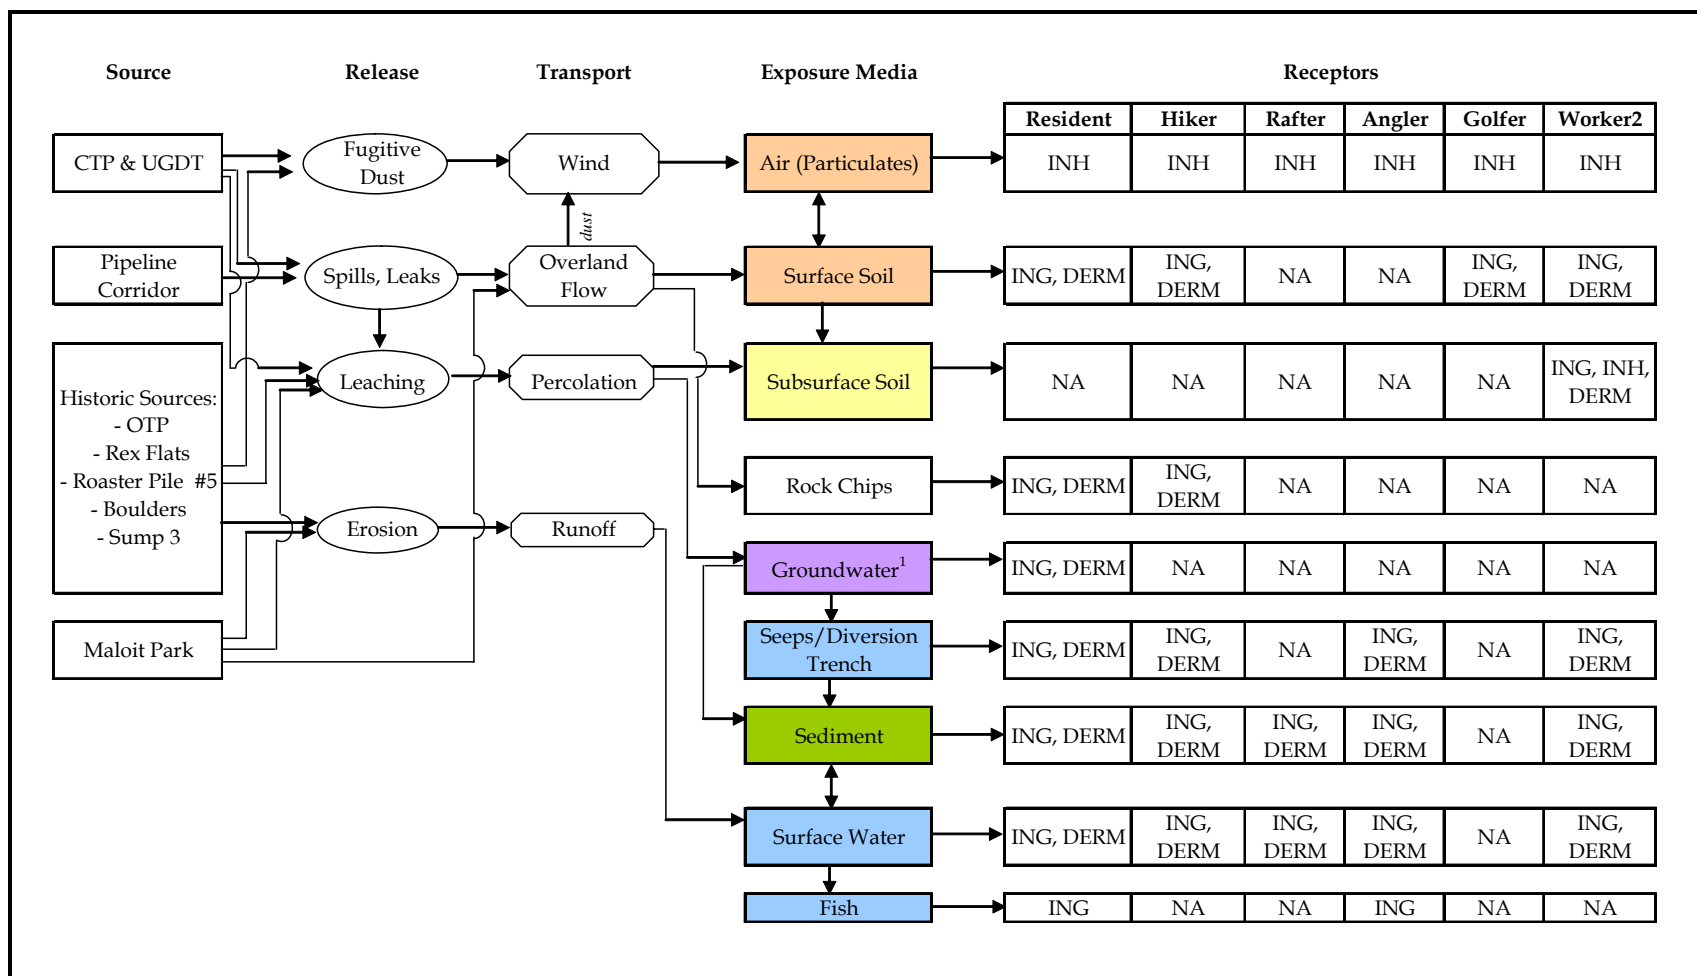 Source Release Transport Exposure Media Receptors
Resident Hiker Rafter Angler Golfer Worker2
CTP & UGDT
Fugitive
Dust
Wind
Air (Particulates)
INH INH INH INH INH INH
dust
Pipeline
Corridor
Spills, Leaks
Overland
Flow
Surface Soil
ING, DERM
ING,
DERM
NA
NA
ING,
DERM
ING,
DERM
Historic Sources:
- OTP
- Rex Flats
- Roaster Pile #5
- Boulders
- Sump 3
Leaching
Percolation
Subsurface Soil
NA NA NA NA NA
ING, INH,
DERM
Rock Chips
ING, DERM
ING,
DERM
NA NA NA NA
Erosion
Runoff
Groundwater1
ING, DERM NA NA NA NA NA
Maloit Park
Seeps/Diversion
Trench
ING, DERM
ING,
DERM
NA
ING,
DERM
NA
ING,
DERM
Sediment
ING, DERM
ING,
DERM
ING,
DERM
ING,
DERM
NA
ING,
DERM
Surface Water
ING, DERM
ING,
DERM
ING,
DERM
ING,
DERM
NA
ING,
DERM
Fish
ING NA NA ING NA NA